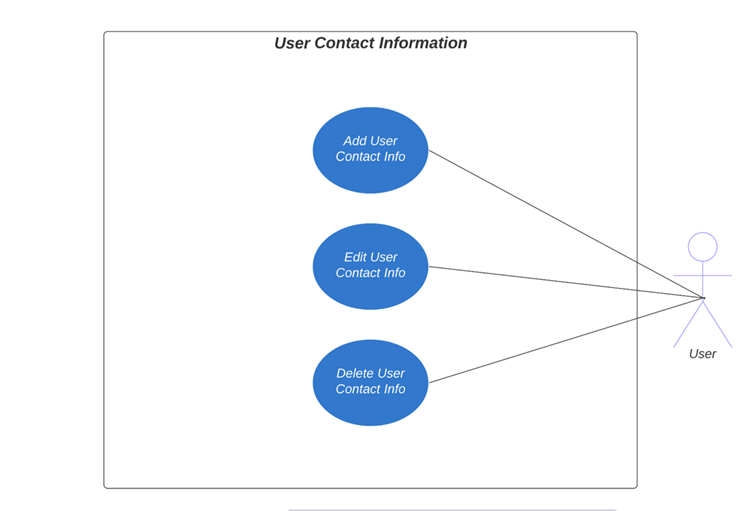 User Contact Information
Add User
Contact Info
Edit User
Contact Info
Delete User
Contact Info
User